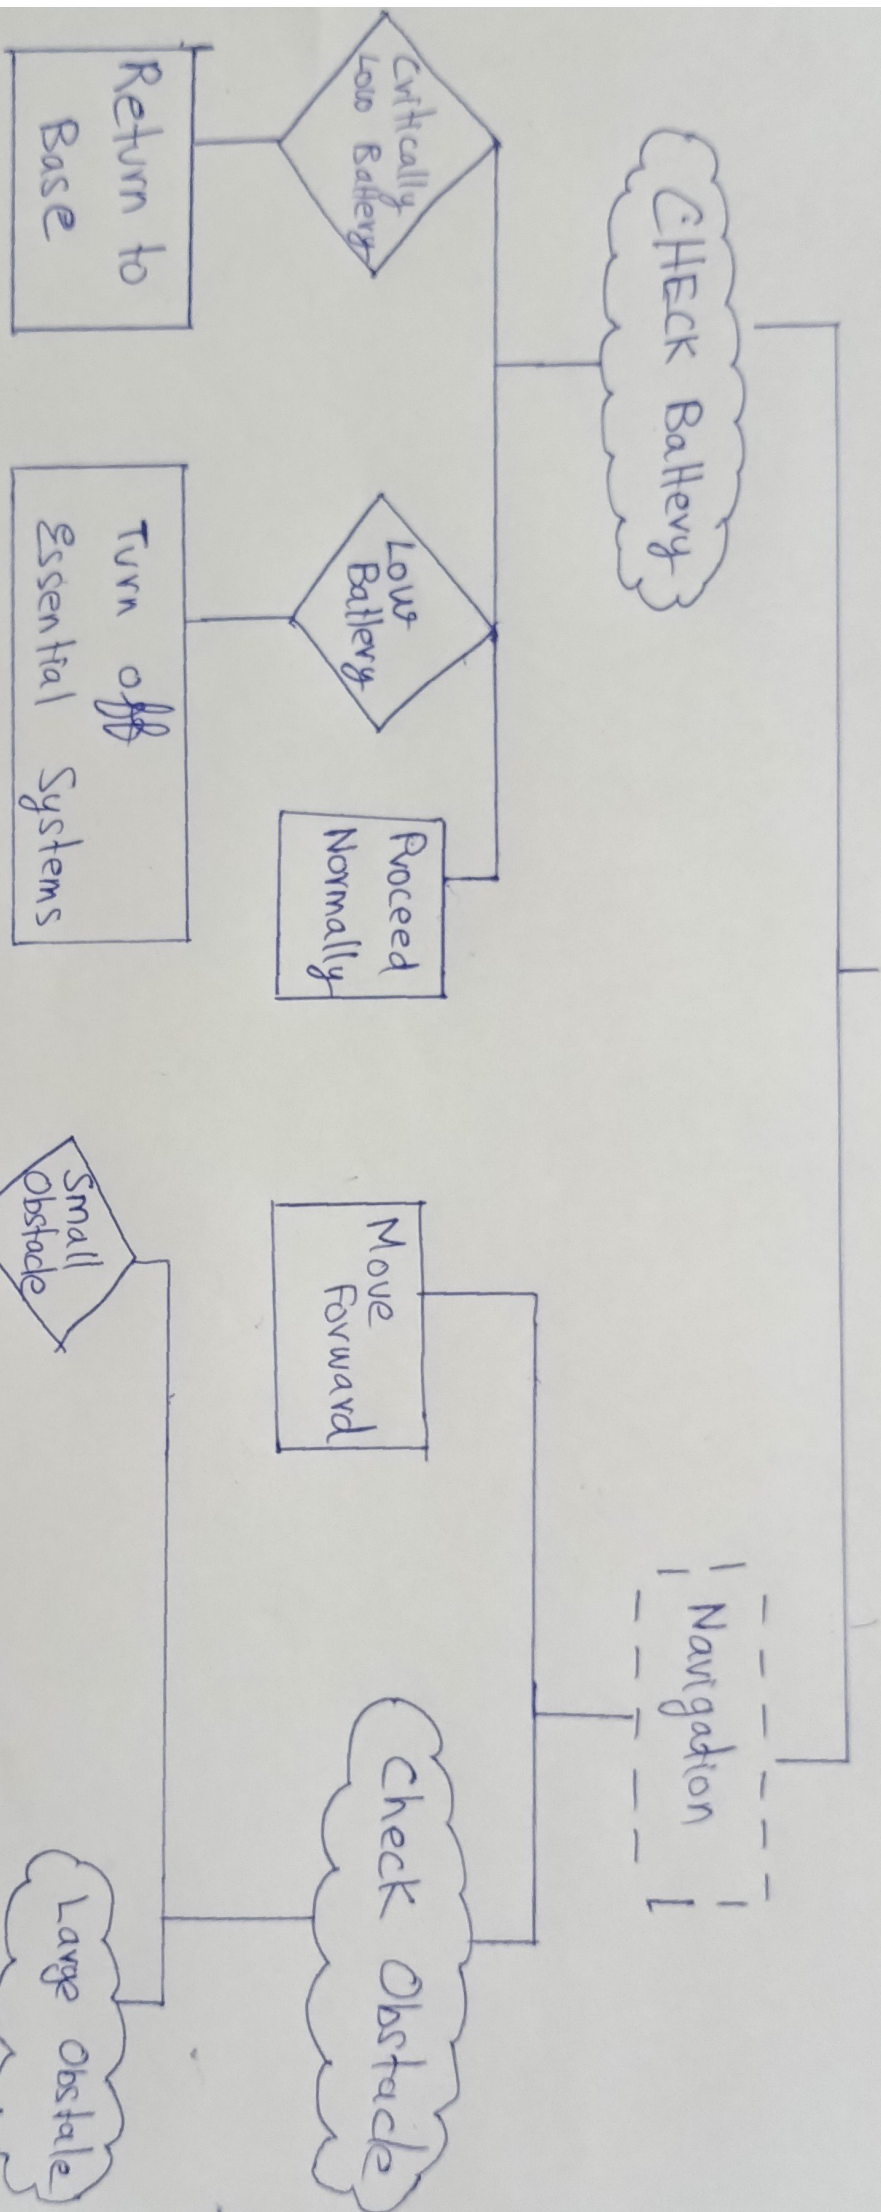 CHECK Battery
Navigation
Critically
Low Battery
Low
Battery
Proceed
Normally
Move
Forward
Check Obstacle
Return to
Base
Turn off
Essential Systems
Small
Obstacle
Large Obstale